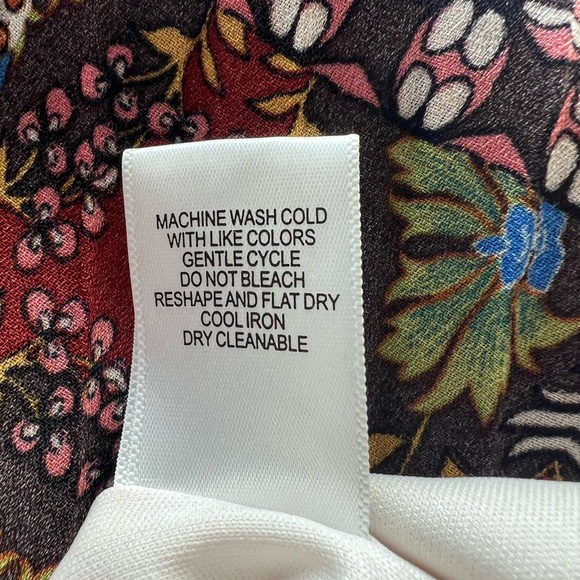 MACHINE WASH COLD
WITH LIKE COLORS
GENTLE CYCLE
DO NOT BLEACH
RESHAPE AND FLAT DRY
COOL IRON
DRY CLEANABLE